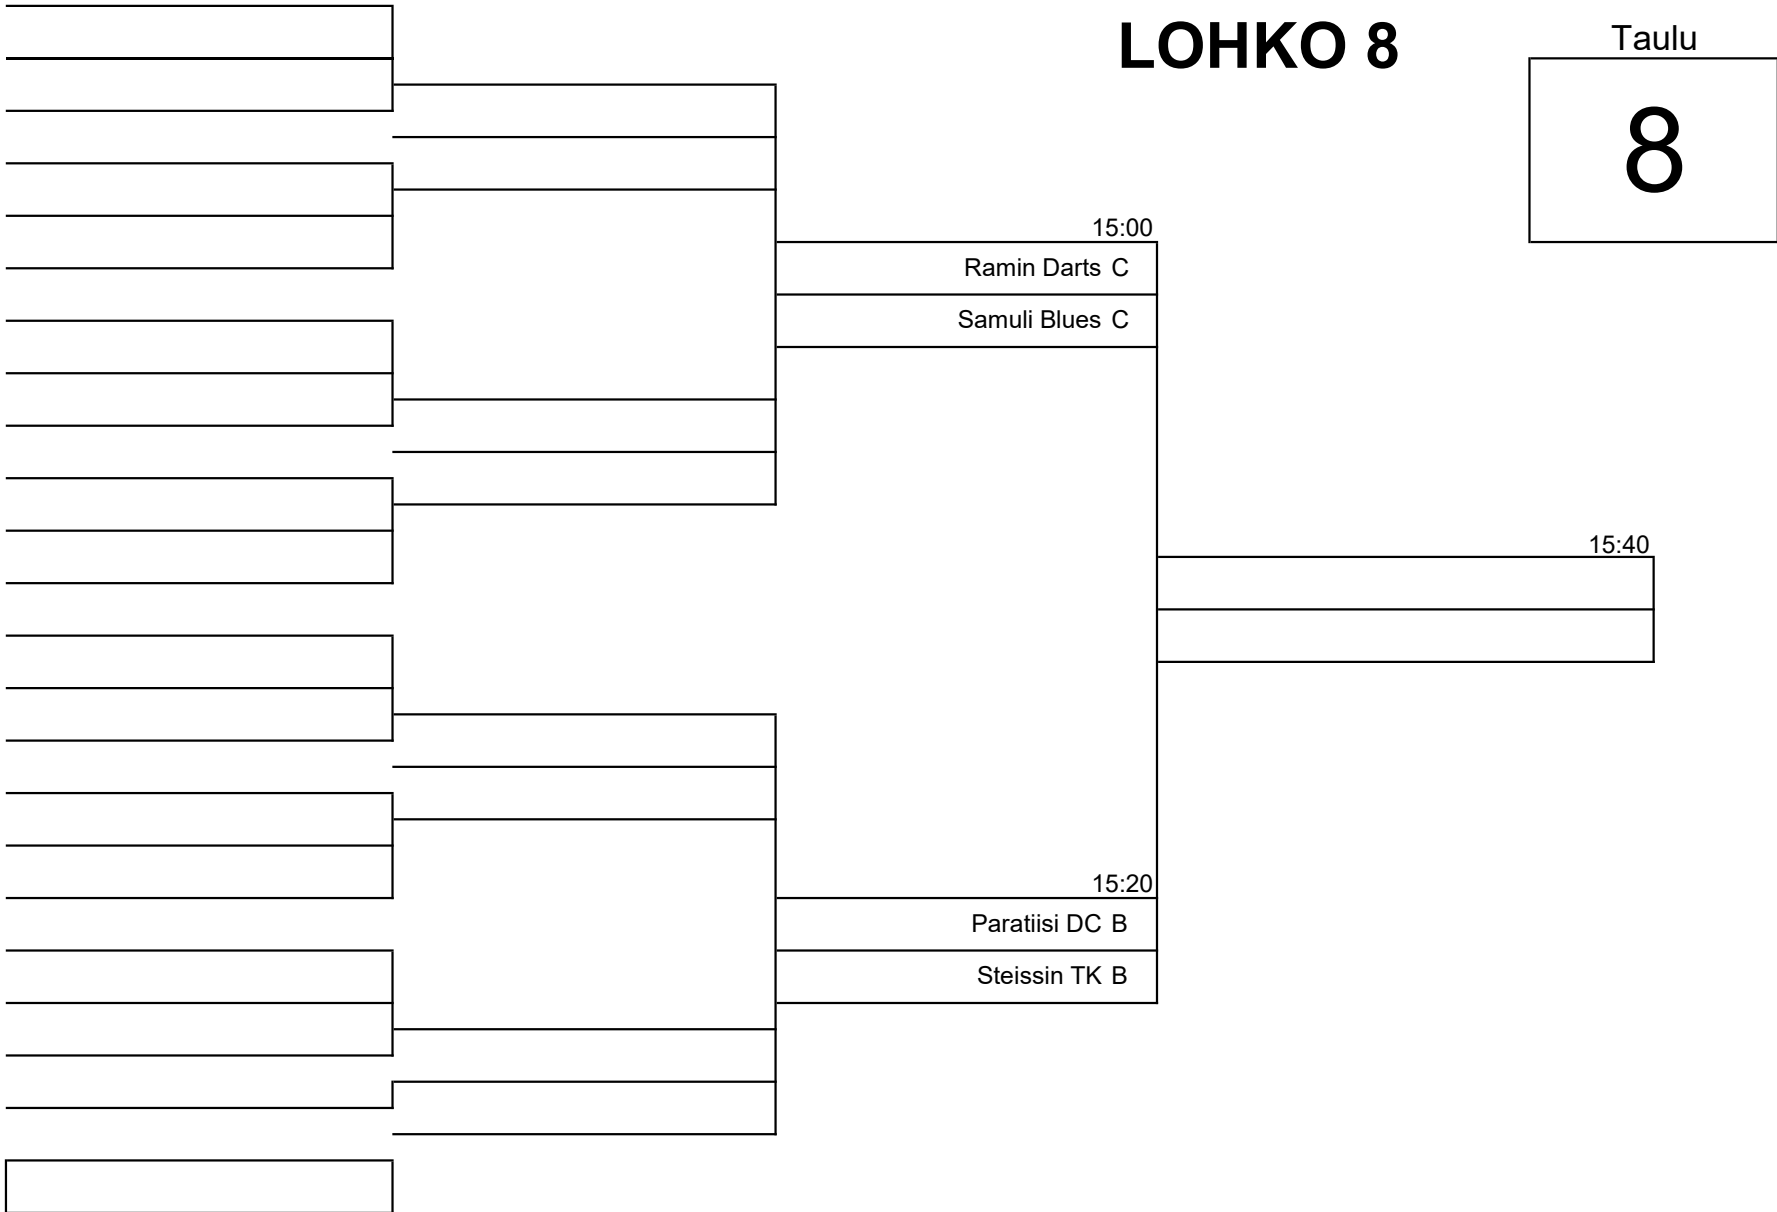 LOHKO 8
Taulu
8
15:00
Ramin Darts C
Samuli Blues C
15:40
15:20
Paratiisi DC B
Steissin TK B